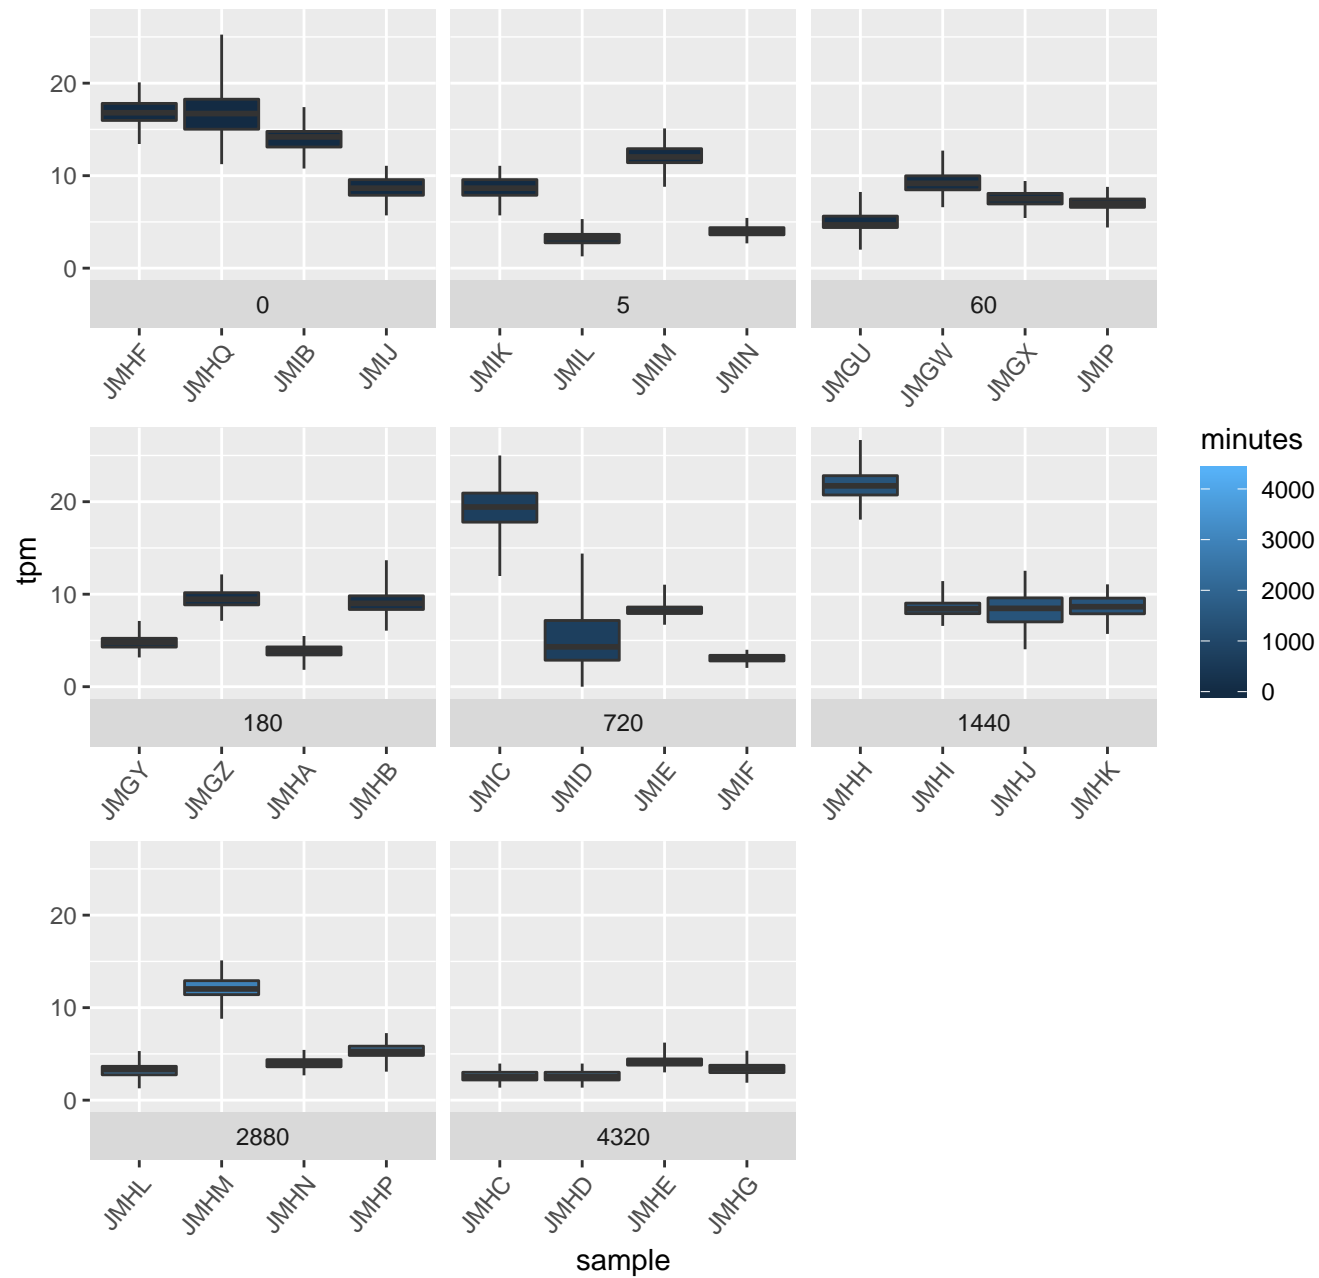 tpm
20
10
0
0
5
60
JMHF JMHQ JMIB JMIJ
JMIK JMIL JMIM JMIN
JMGU JMGW JMGX JMIP
20
10
0
180
720
1440
JMGY JMGZ JMHA JMHB
JMIC JMID JMIE JMIF
JMHH JMHI JMHJ JMHK
20
10
0
2880
4320
JMHL JMHM JMHN JMHP
JMHC JMHD JMHE JMHG
sample
minutes
4000
3000
2000
1000
0